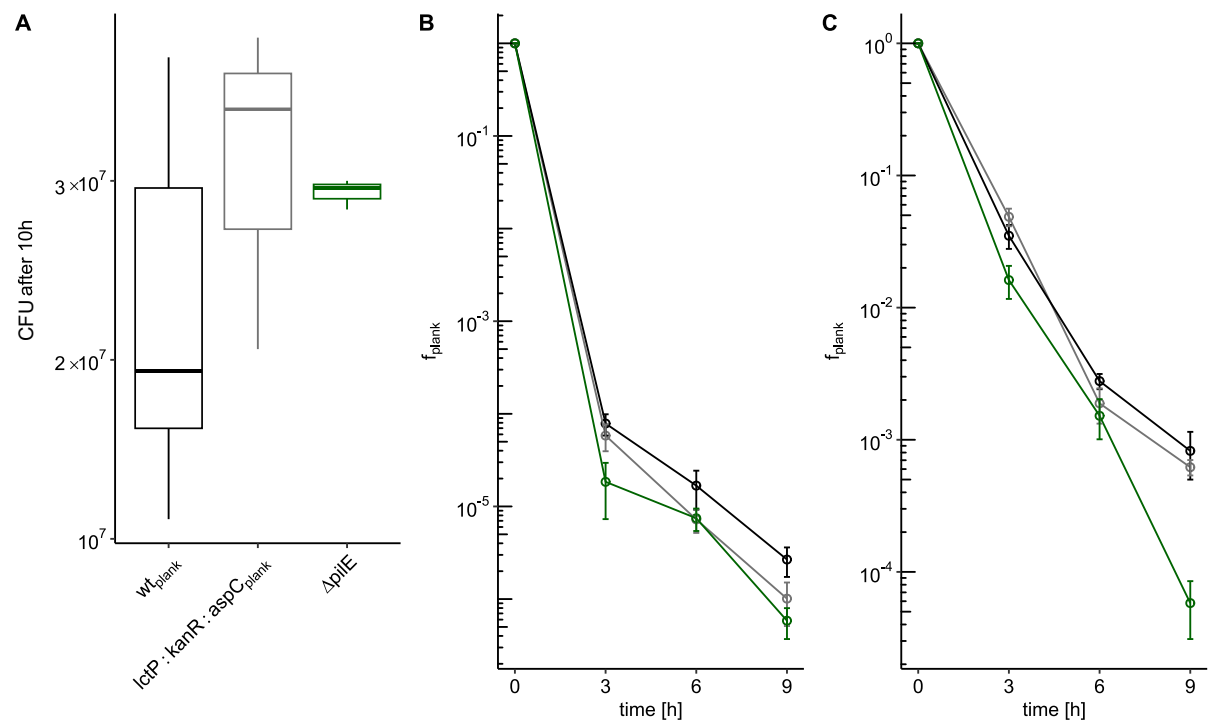 A
CFU after 10h
3×10⁷
2×10⁷
10⁷
wt_plank
lctP : kanR : aspC_plank
ΔpilE
B
f_plank
10⁻¹
10⁻³
10⁻⁵
0 3 6 9
time [h]
C
f_plank
10⁰
10⁻¹
10⁻²
10⁻³
10⁻⁴
0 3 6 9
time [h]